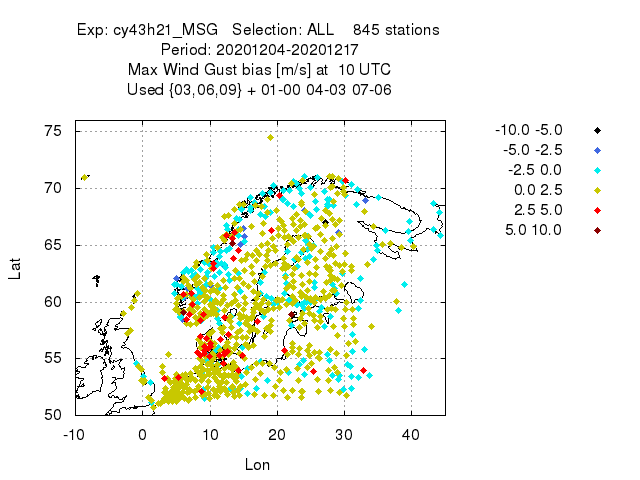 Exp: cy43h21_MSG Selection: ALL 845 stations
Period: 20201204-20201217
Max Wind Gust bias [m/s] at 10 UTC
Used {03,06,09} + 01-00 04-03 07-06
-10.0 -5.0
-5.0 -2.5
-2.5 0.0
0.0 2.5
2.5 5.0
5.0 10.0
75
70
65
60
55
50
Lat
-10 0 10 20 30 40
Lon